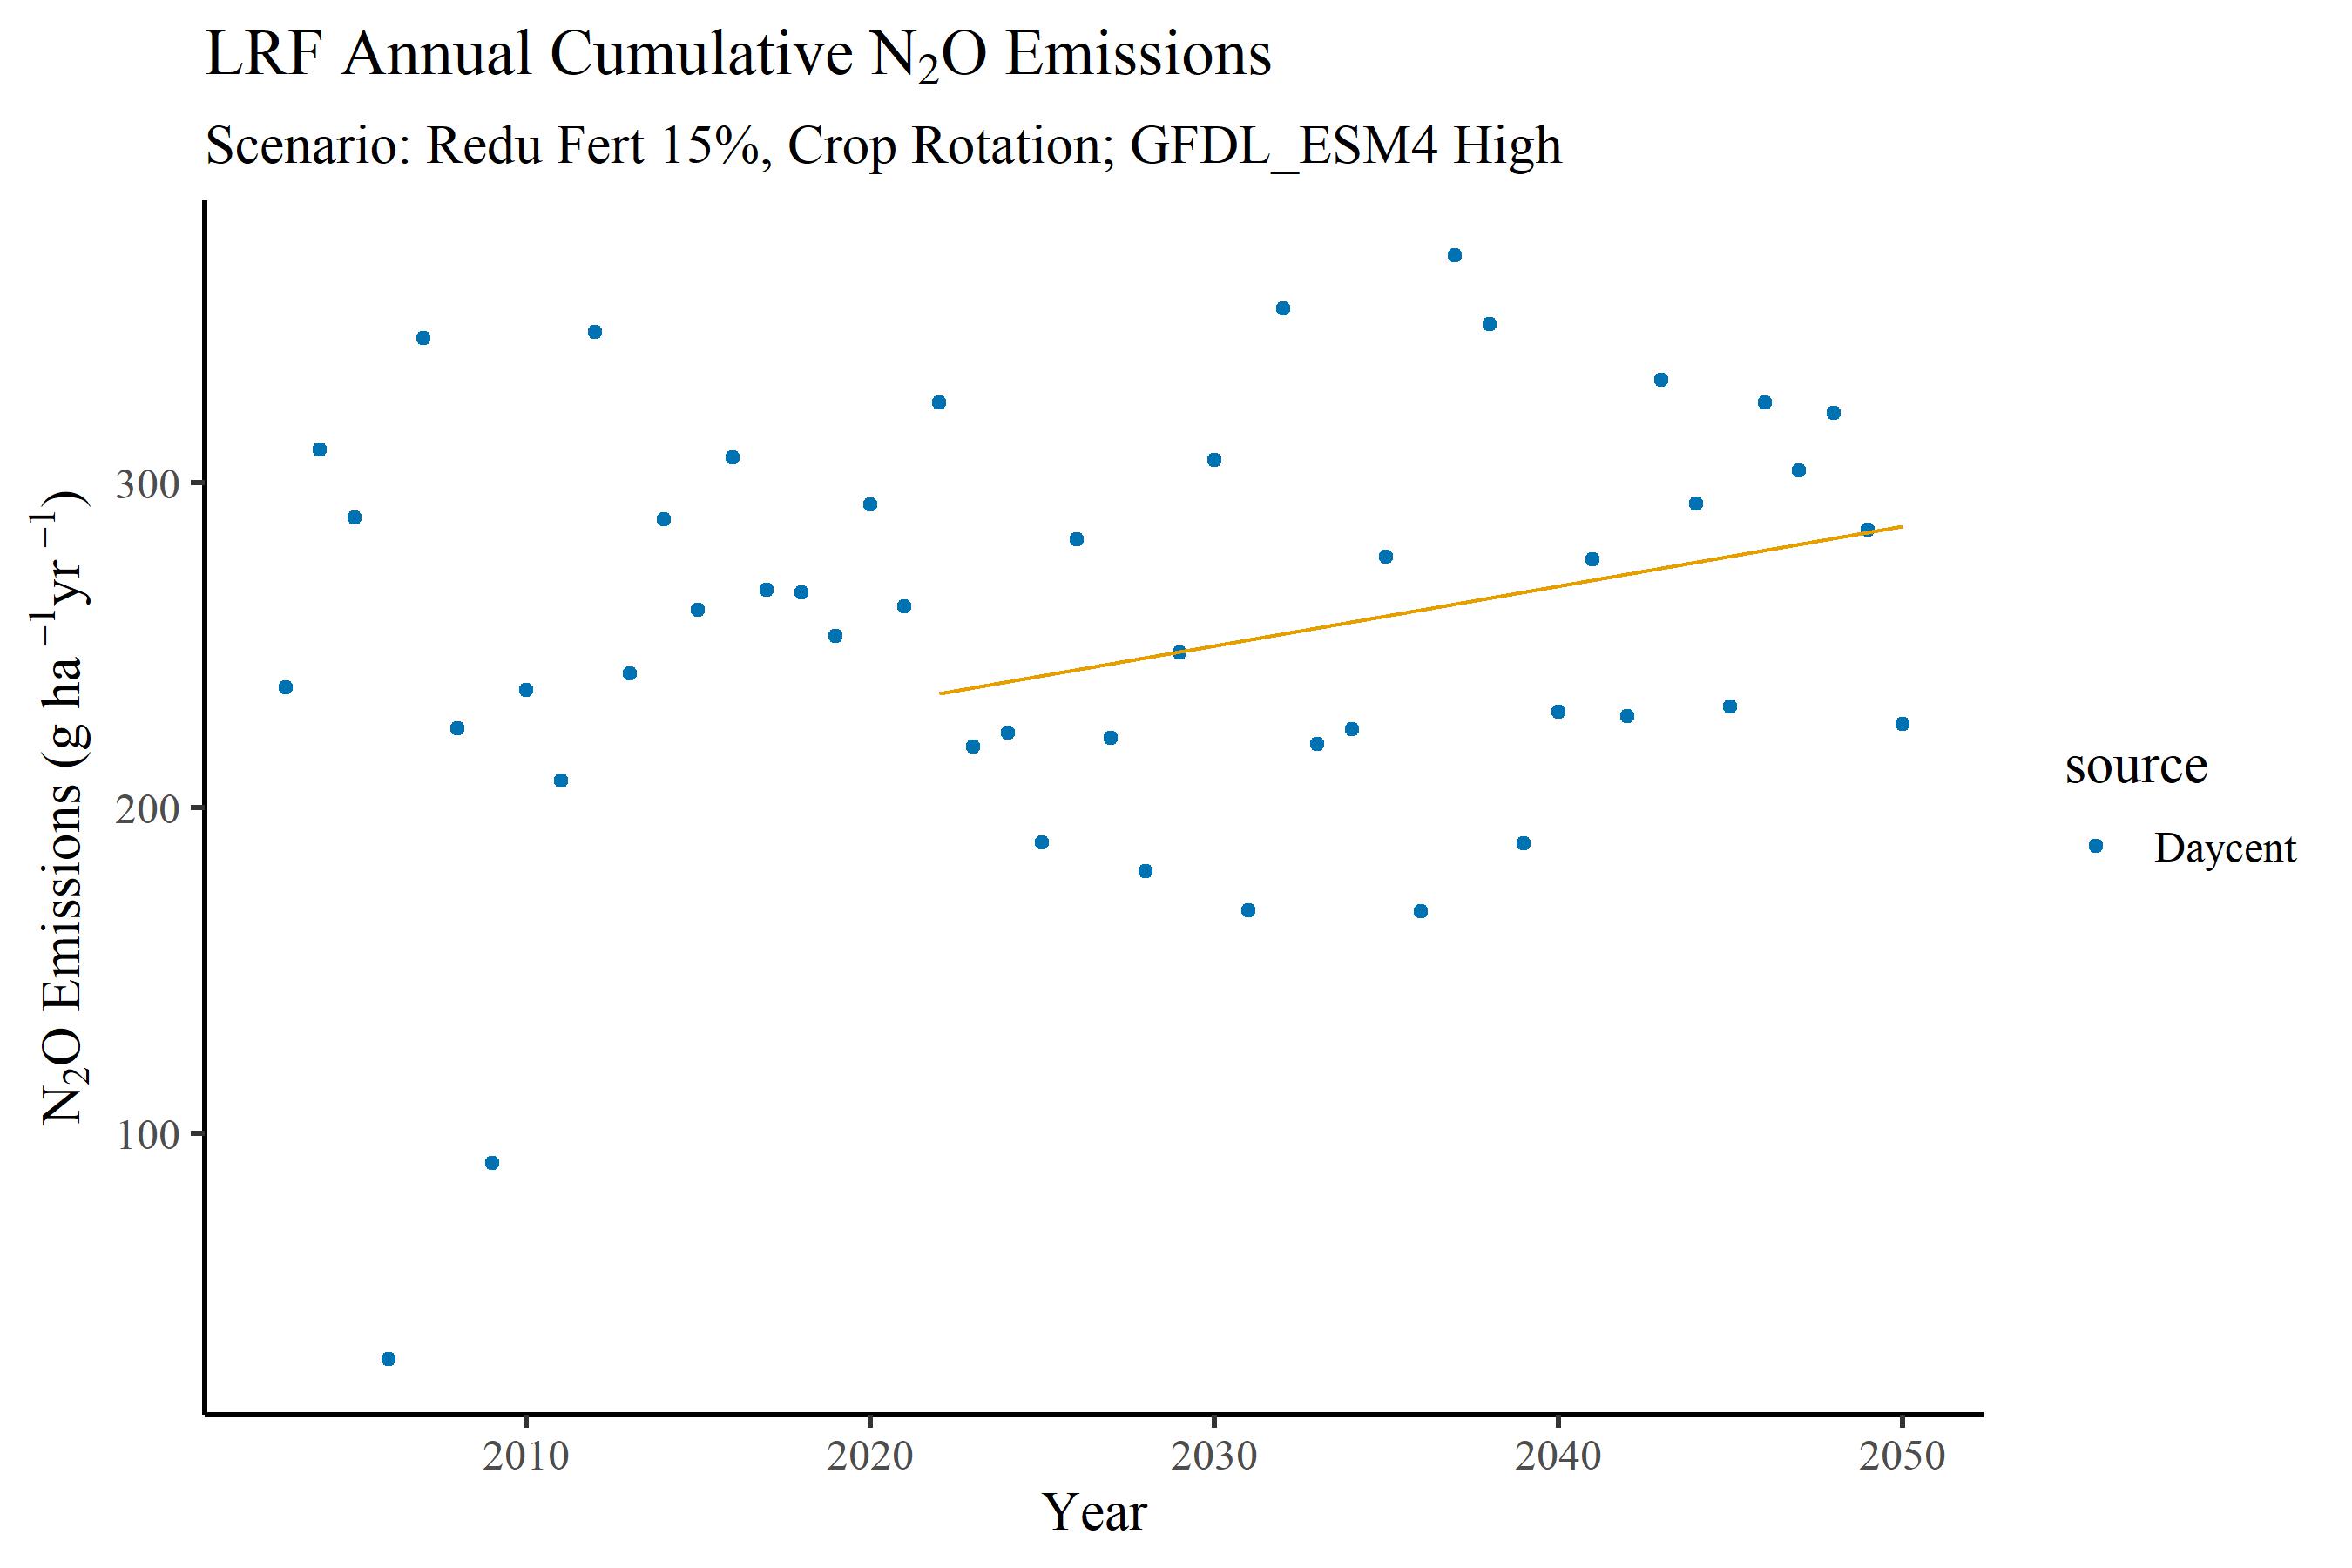 LRF Annual Cumulative N₂O Emissions
Scenario: Redu Fert 15%, Crop Rotation; GFDL_ESM4 High
N₂O Emissions (g ha ⁻¹yr ⁻¹)
300
200
100
2010 2020 2030 2040 2050
Year
source
Daycent